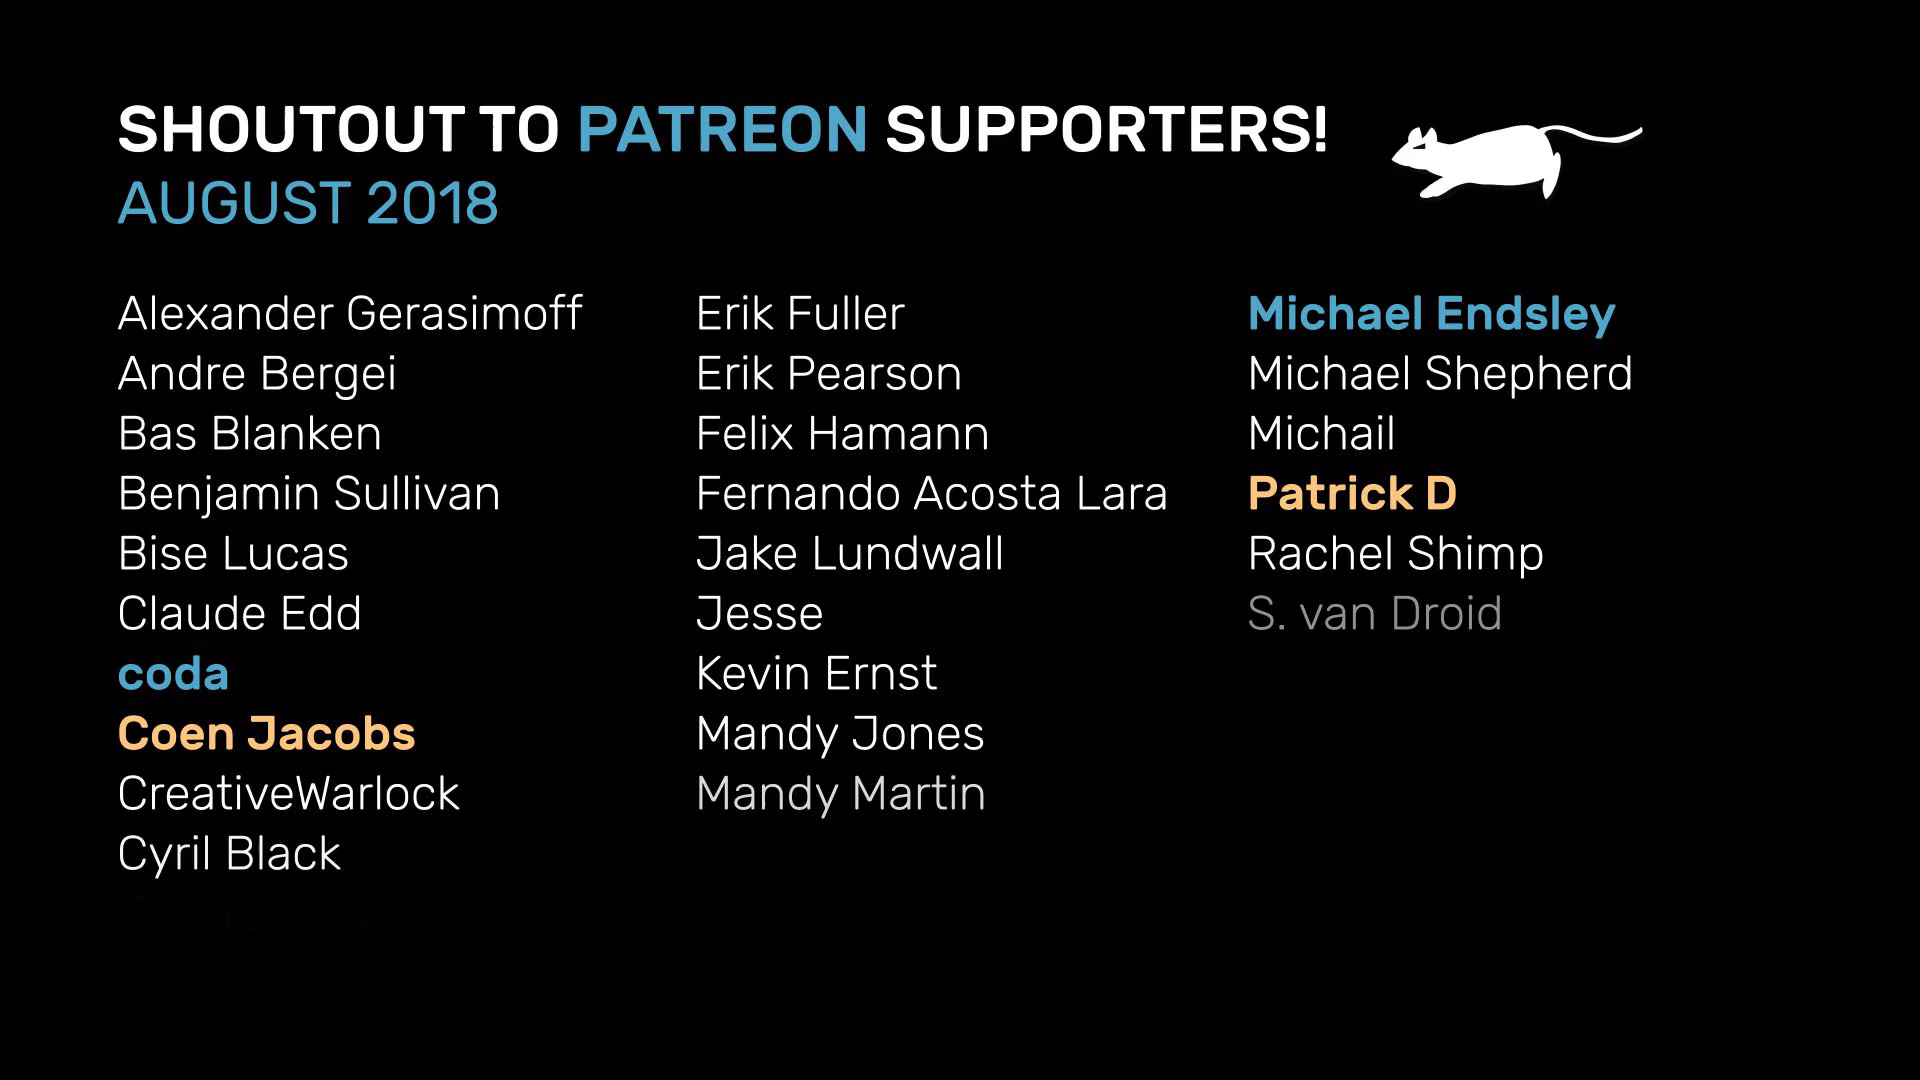 SHOUTOUT TO PATREON SUPPORTERS!
AUGUST 2018
Alexander Gerasimoff
Andre Bergei
Bas Blanken
Benjamin Sullivan
Bise Lucas
Claude Edd
coda
Coen Jacobs
CreativeWarlock
Cyril Black
Erik Fuller
Erik Pearson
Felix Hamann
Fernando Acosta Lara
Jake Lundwall
Jesse
Kevin Ernst
Mandy Jones
Mandy Martin
Michael Endsley
Michael Shepherd
Michail
Patrick D
Rachel Shimp
S. van Droid